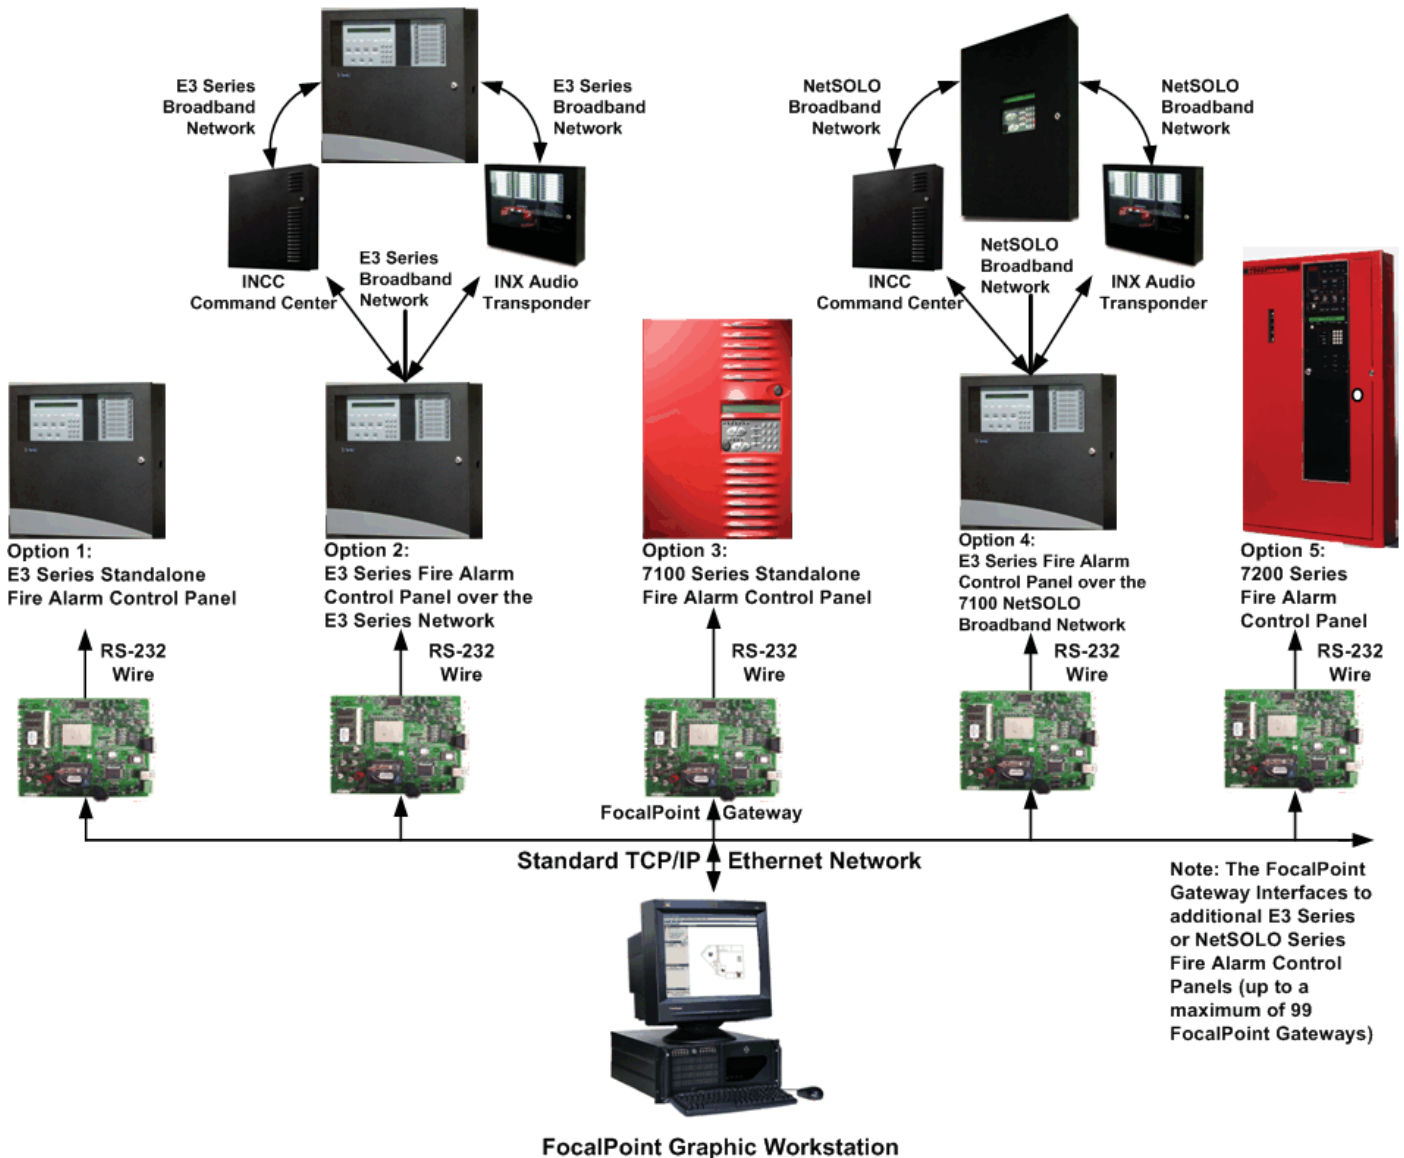 E3 Series
Broadband
Network
E3 Series
Broadband
Network
NetSOLO
Broadband
Network
NetSOLO
Broadband
Network
INCC
Command Center
E3 Series
Broadband
Network
INX Audio
Transponder
INCC
Command Center
NetSOLO
Broadband
Network
INX Audio
Transponder
Option 1:
E3 Series Standalone
Fire Alarm Control Panel
Option 2:
E3 Series Fire Alarm
Control Panel over the
E3 Series Network
Option 3:
7100 Series Standalone
Fire Alarm Control Panel
Option 4:
E3 Series Fire Alarm
Control Panel over the
7100 NetSOLO
Broadband Network
Option 5:
7200 Series
Fire Alarm
Control Panel
RS-232
Wire
RS-232
Wire
RS-232
Wire
RS-232
Wire
RS-232
Wire
FocalPoint Gateway
Standard TCP/IP Ethernet Network
Note: The FocalPoint
Gateway Interfaces to
additional E3 Series
or NetSOLO Series
Fire Alarm Control
Panels (up to a
maximum of 99
FocalPoint Gateways)
FocalPoint Graphic Workstation